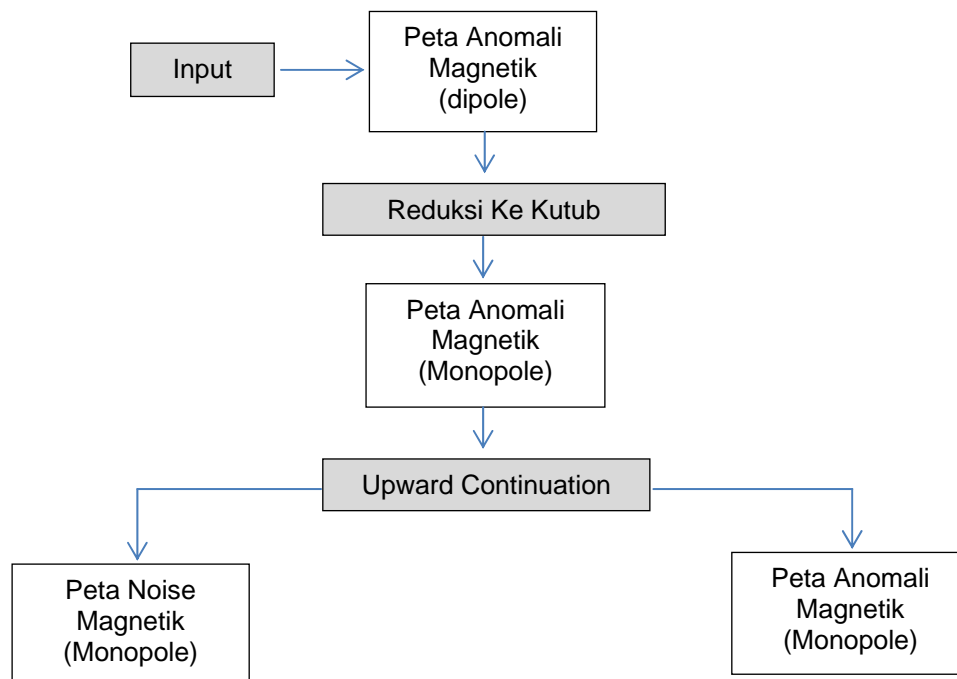 Input
Peta Anomali
Magnetik
(dipole)
Reduksi Ke Kutub
Peta Anomali
Magnetik
(Monopole)
Upward Continuation
Peta Noise
Magnetik
(Monopole)
Peta Anomali
Magnetik
(Monopole)